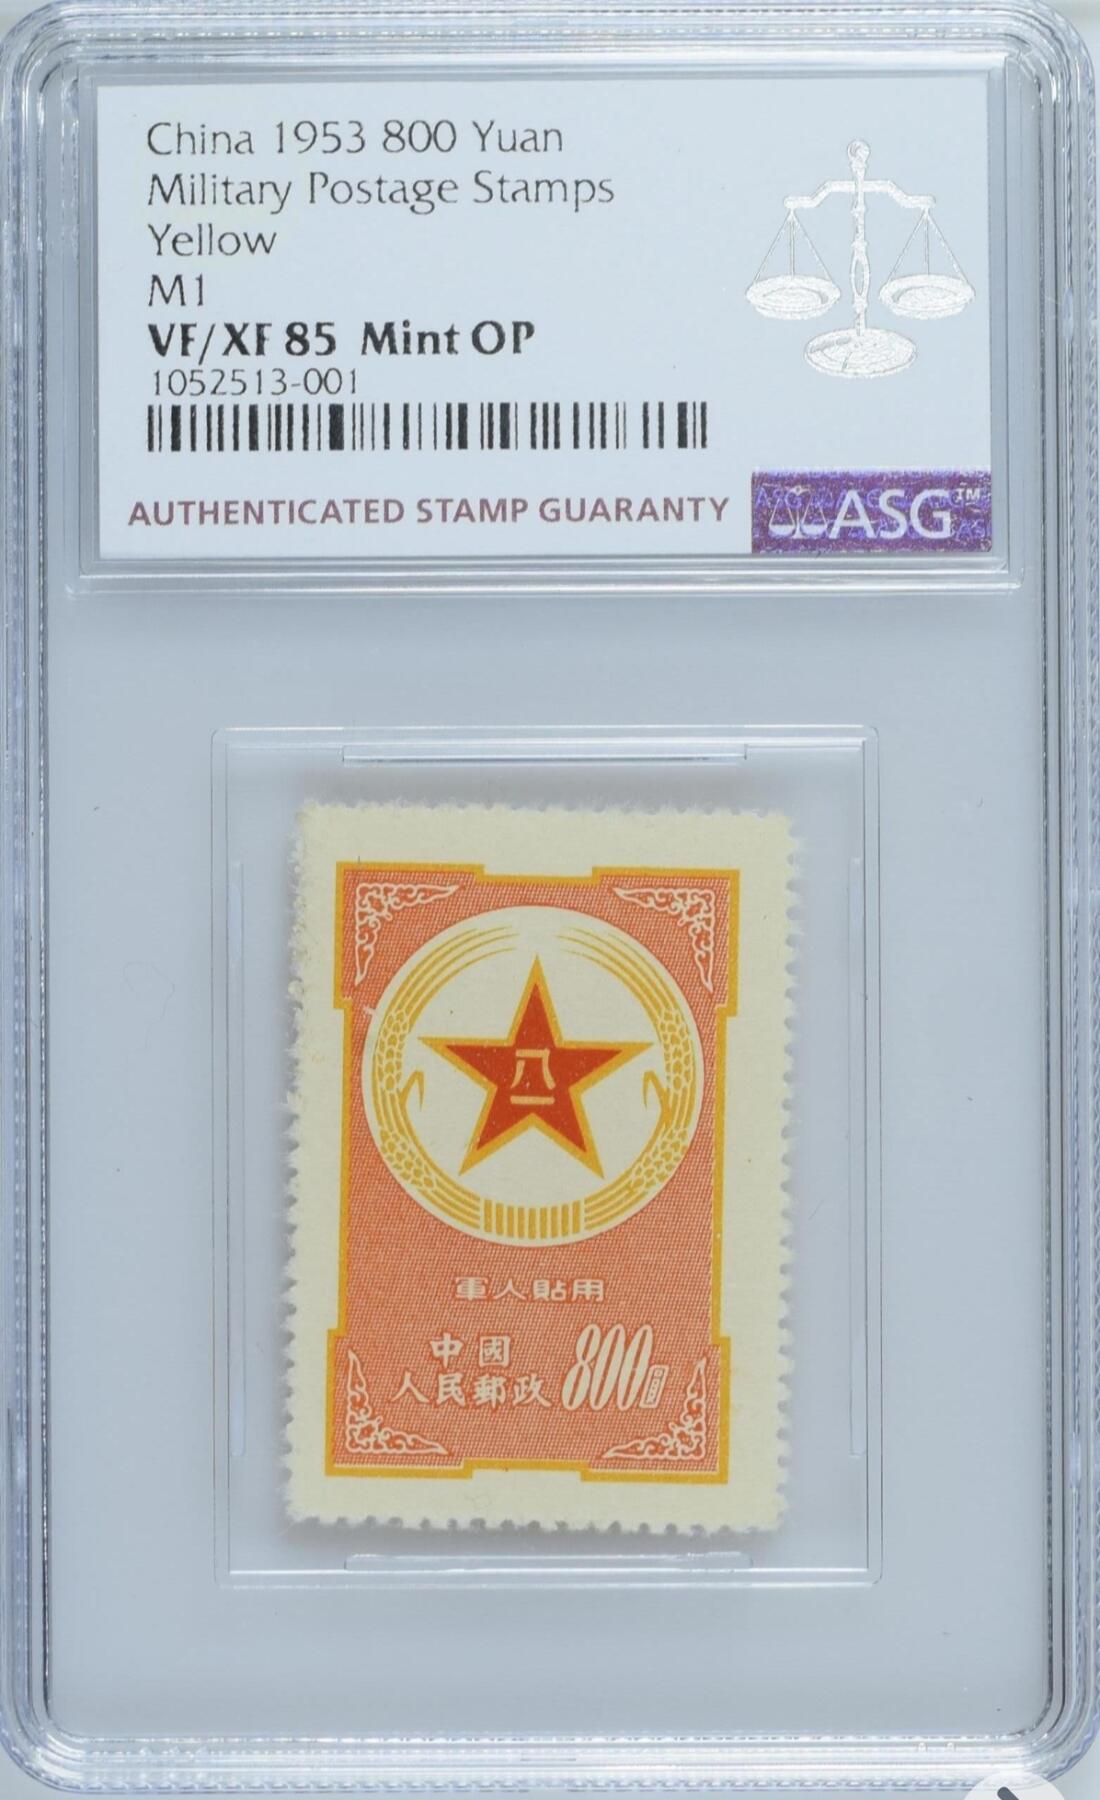 China 1953 800 Yuan
Military Postage Stamps
Yellow
M1
VF/XF 85 Mint OP
1052513-001
AUTHENTICATED STAMP GUARANTY
ASG™
八一
軍人貼用
中國
人民郵政 800圓